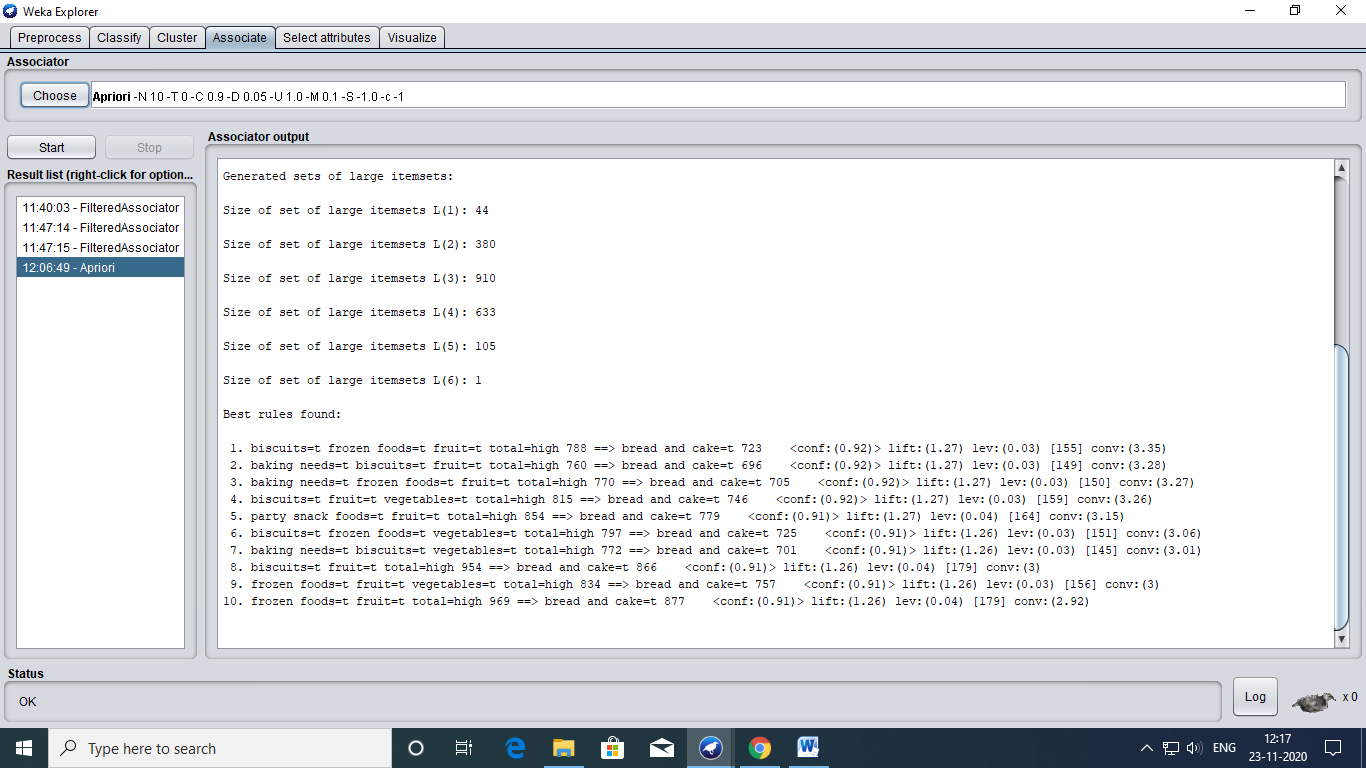 Weka Explorer
Preprocess Classify Cluster Associate Select attributes Visualize
Associator
Choose Apriori -N 10 -T 0 -C 0.9 -D 0.05 -U 1.0 -M 0.1 -S -1.0 -c -1
Start Stop
Result list (right-click for option...
11:40:03 - FilteredAssociator
11:47:14 - FilteredAssociator
11:47:15 - FilteredAssociator
12:06:49 - Apriori
Associator output
Generated sets of large itemsets:
Size of set of large itemsets L(1): 44
Size of set of large itemsets L(2): 380
Size of set of large itemsets L(3): 910
Size of set of large itemsets L(4): 633
Size of set of large itemsets L(5): 105
Size of set of large itemsets L(6): 1
Best rules found:
1. biscuits=t frozen foods=t fruit=t total=high 788 ==> bread and cake=t 723 <conf:(0.92)> lift:(1.27) lev:(0.03) [155] conv:(3.35)
2. baking needs=t biscuits=t fruit=t total=high 760 ==> bread and cake=t 696 <conf:(0.92)> lift:(1.27) lev:(0.03) [149] conv:(3.28)
3. baking needs=t frozen foods=t fruit=t total=high 770 ==> bread and cake=t 705 <conf:(0.92)> lift:(1.27) lev:(0.03) [150] conv:(3.27)
4. biscuits=t fruit=t vegetables=t total=high 815 ==> bread and cake=t 746 <conf:(0.92)> lift:(1.27) lev:(0.03) [159] conv:(3.26)
5. party snack foods=t fruit=t total=high 854 ==> bread and cake=t 779 <conf:(0.91)> lift:(1.27) lev:(0.04) [164] conv:(3.15)
6. biscuits=t frozen foods=t vegetables=t total=high 797 ==> bread and cake=t 725 <conf:(0.91)> lift:(1.26) lev:(0.03) [151] conv:(3.06)
7. baking needs=t biscuits=t vegetables=t total=high 772 ==> bread and cake=t 701 <conf:(0.91)> lift:(1.26) lev:(0.03) [145] conv:(3.01)
8. biscuits=t fruit=t total=high 954 ==> bread and cake=t 866 <conf:(0.91)> lift:(1.26) lev:(0.04) [179] conv:(3)
9. frozen foods=t fruit=t vegetables=t total=high 834 ==> bread and cake=t 757 <conf:(0.91)> lift:(1.26) lev:(0.03) [156] conv:(3)
10. frozen foods=t fruit=t total=high 969 ==> bread and cake=t 877 <conf:(0.91)> lift:(1.26) lev:(0.04) [179] conv:(2.92)
Status
OK
Log x 0
Type here to search
ENG
12:17
23-11-2020